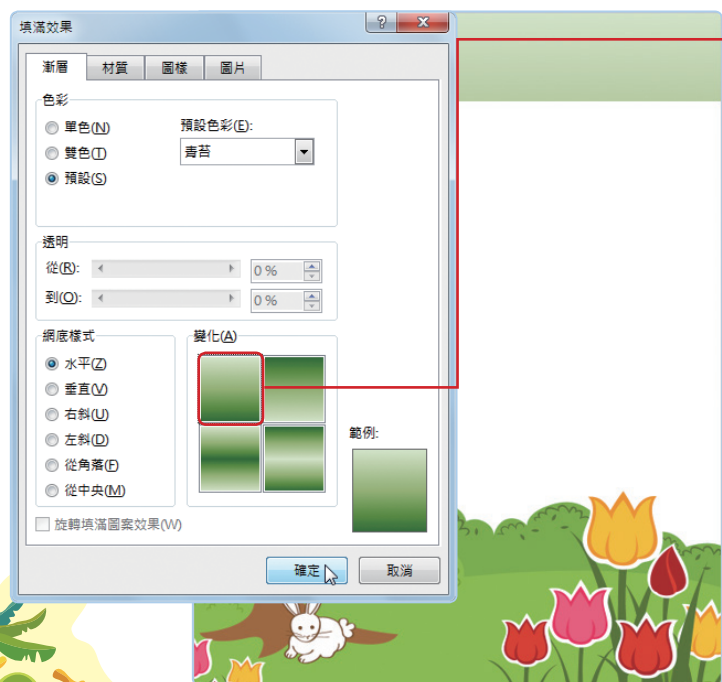 填滿效果
漸層 材質 圖樣 圖片
色彩
單色(N) 預設色彩(E):
雙色(T) 青苔
預設(S)
透明
從(R): 0 %
到(O): 0 %
網底樣式 變化(A)
水平(Z)
垂直(V)
右斜(U)
左斜(D) 範例:
從角落(F)
從中央(M)
旋轉填滿圖案效果(W)
確定 取消